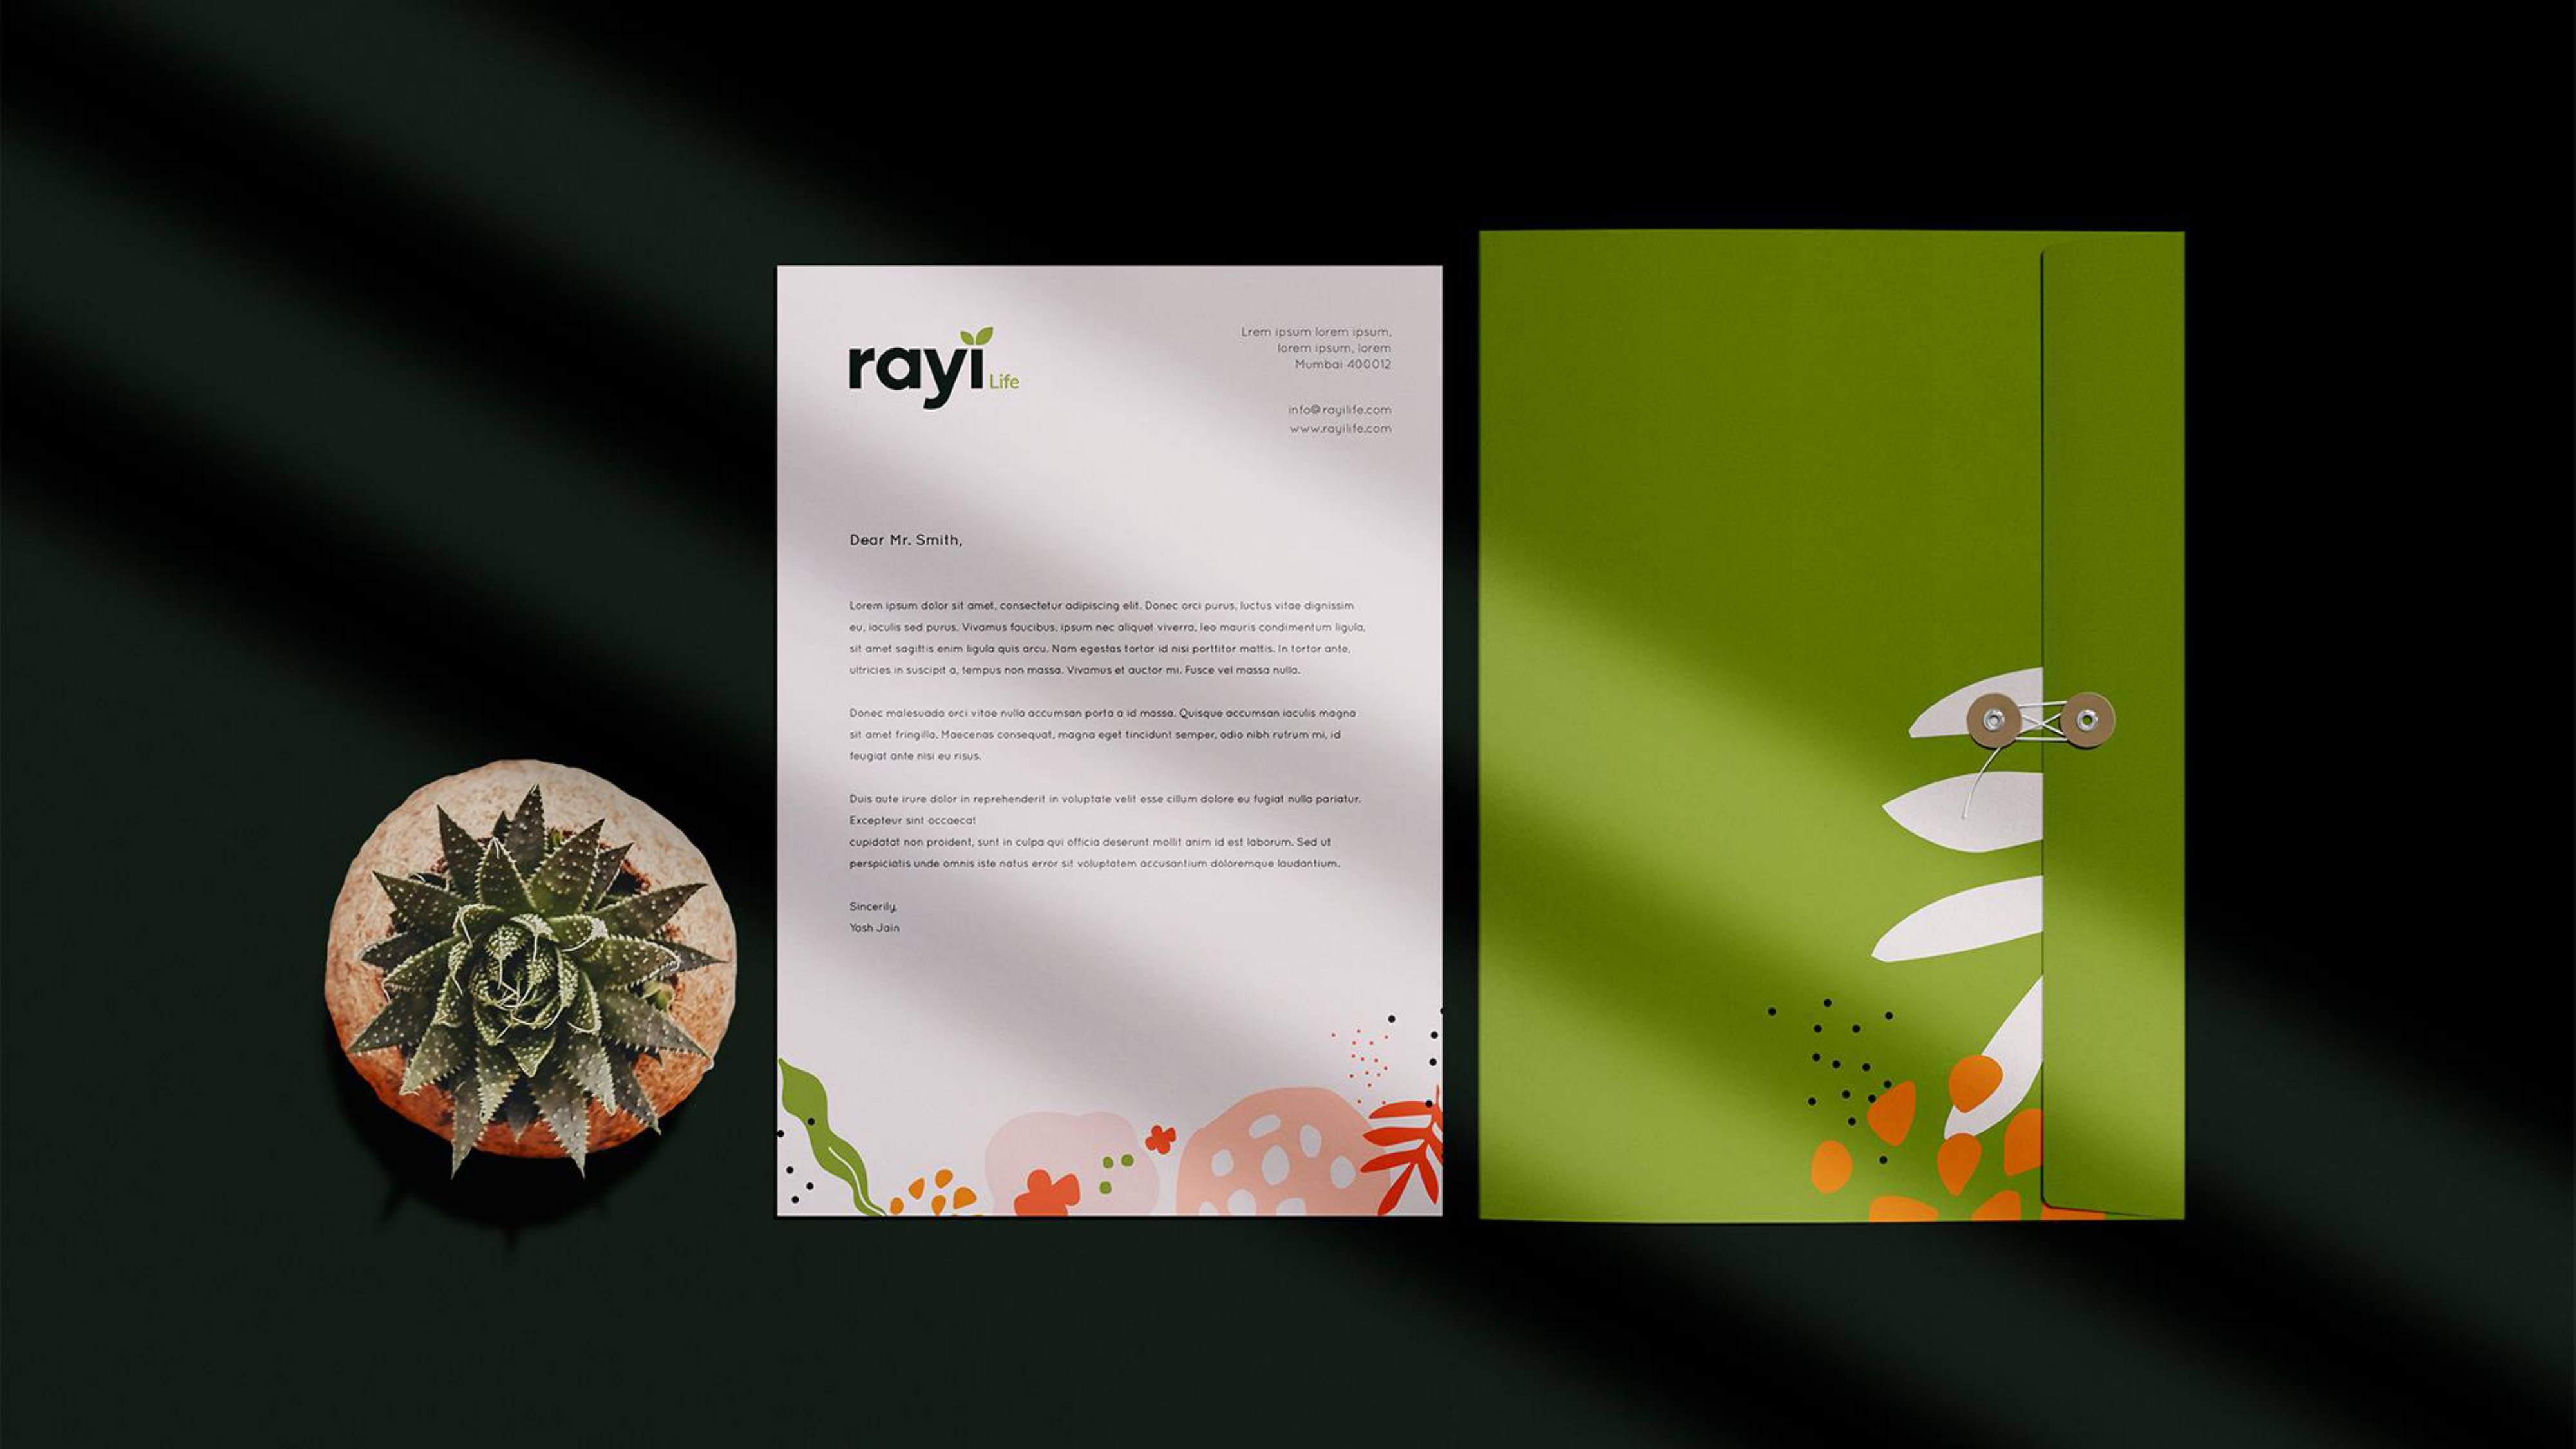 rayi Life
Lrem ipsum lorem ipsum,
lorem ipsum, lorem
Mumbai 400012
info@rayilife.com
www.rayilife.com
Dear Mr. Smith,
Lorem ipsum dolor sit amet, consectetur adipiscing elit. Donec orci purus, luctus vitae dignissim
eu, iaculis sed purus. Vivamus faucibus, ipsum nec aliquet viverra, leo mauris condimentum ligula,
sit amet sagittis enim ligula quis arcu. Nam egestas tortor id nisi porttitor mattis. In tortor ante,
ultricies in suscipit a, tempus non massa. Vivamus et auctor mi. Fusce vel massa nulla.
Donec malesuada orci vitae nulla accumsan porta a id massa. Quisque accumsan iaculis magna
sit amet fringilla. Maecenas consequat, magna eget tincidunt semper, odio nibh rutrum mi, id
feugiat ante nisi eu risus.
Duis aute irure dolor in reprehenderit in voluptate velit esse cillum dolore eu fugiat nulla pariatur.
Excepteur sint occaecat
cupidatat non proident, sunt in culpa qui officia deserunt mollit anim id est laborum. Sed ut
perspiciatis unde omnis iste natus error sit voluptatem accusantium doloremque laudantium.
Sincerily,
Yash Jain